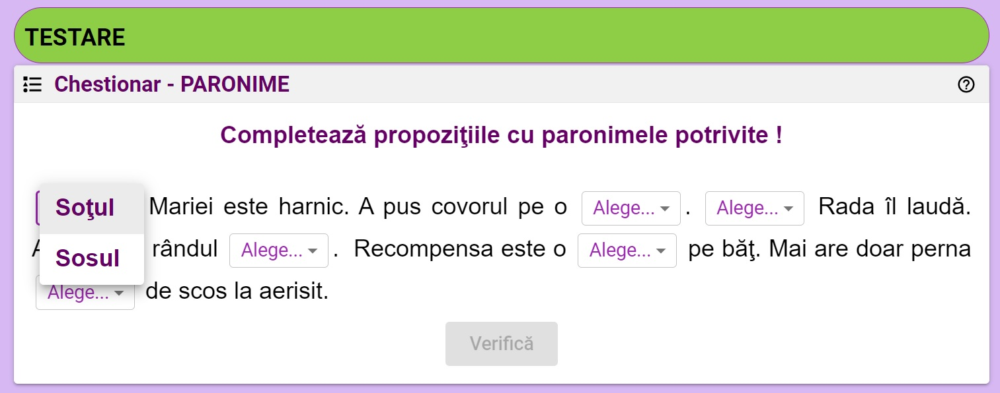 TESTARE
Chestionar - PARONIME
Completează propoziţiile cu paronimele potrivite !
Soţul Mariei este harnic. A pus covorul pe o Alege... . Alege... Rada îl laudă.
Sosul rândul Alege... . Recompensa este o Alege... pe băţ. Mai are doar perna
Alege... de scos la aerisit.
Verifică